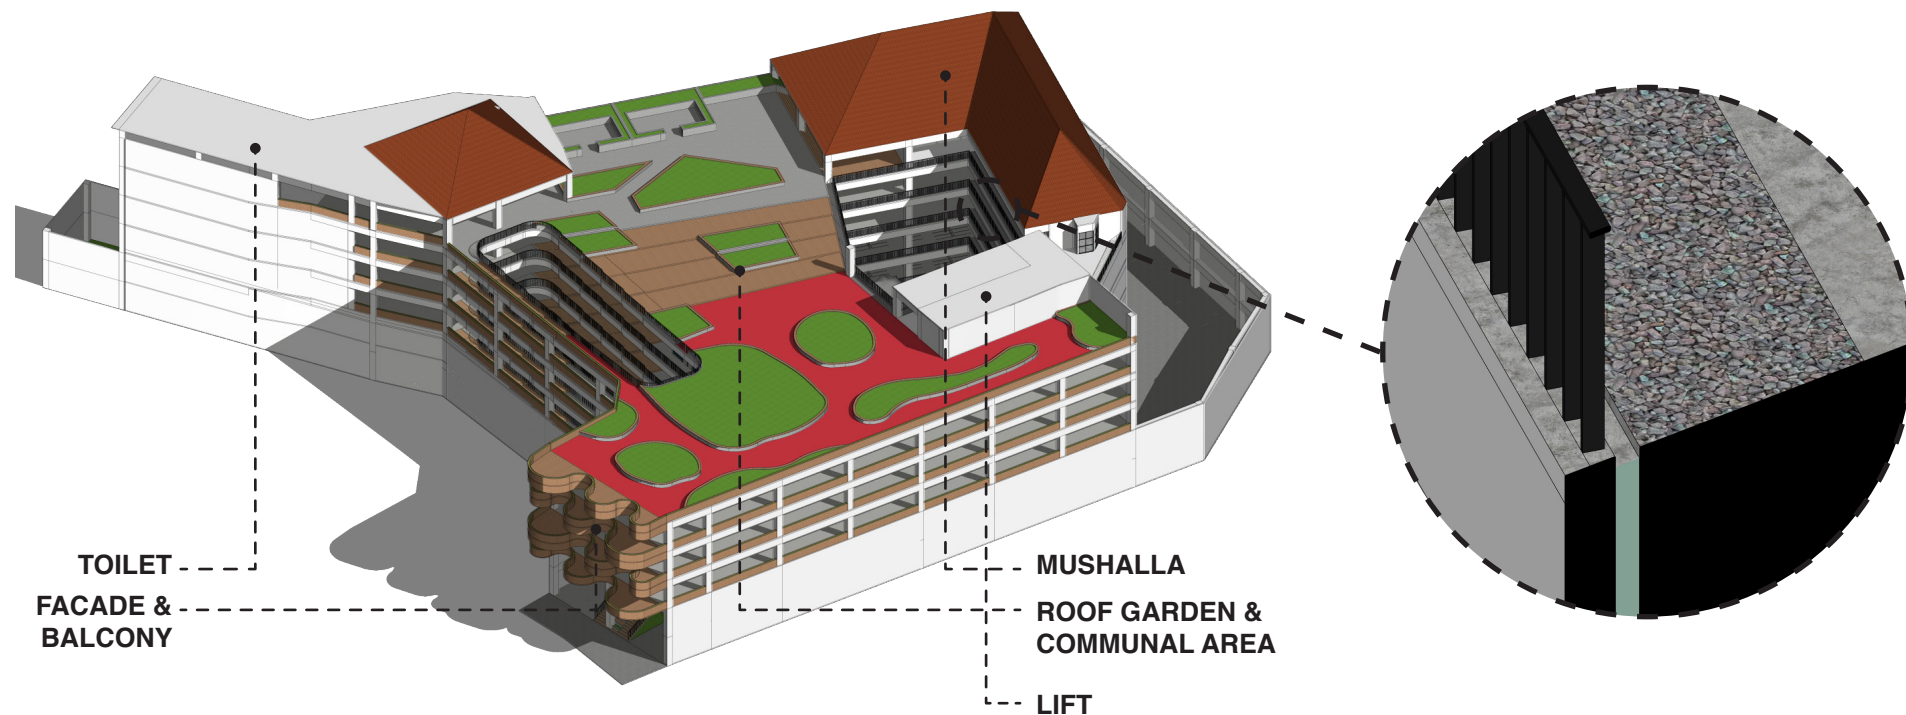 TOILET
FACADE &
BALCONY
MUSHALLA
ROOF GARDEN &
COMMUNAL AREA
LIFT